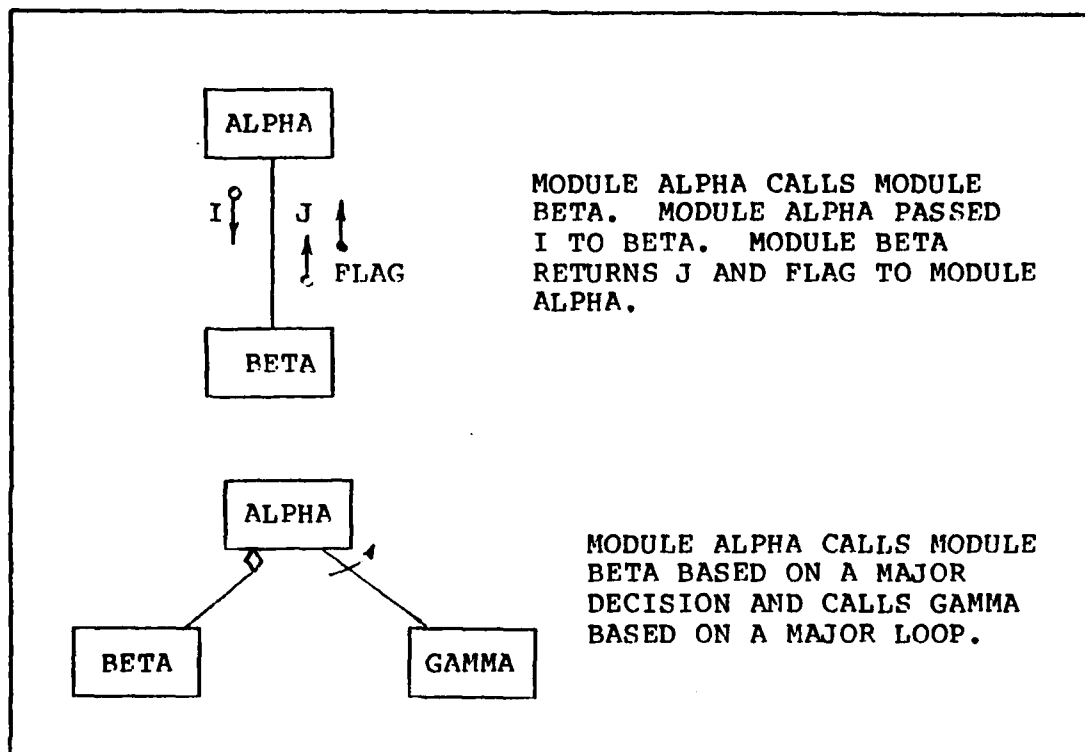 ALPHA
I
J
FLAG
BETA
MODULE ALPHA CALLS MODULE
BETA. MODULE ALPHA PASSED
I TO BETA. MODULE BETA
RETURNS J AND FLAG TO MODULE
ALPHA.
ALPHA
BETA
GAMMA
MODULE ALPHA CALLS MODULE
BETA BASED ON A MAJOR
DECISION AND CALLS GAMMA
BASED ON A MAJOR LOOP.